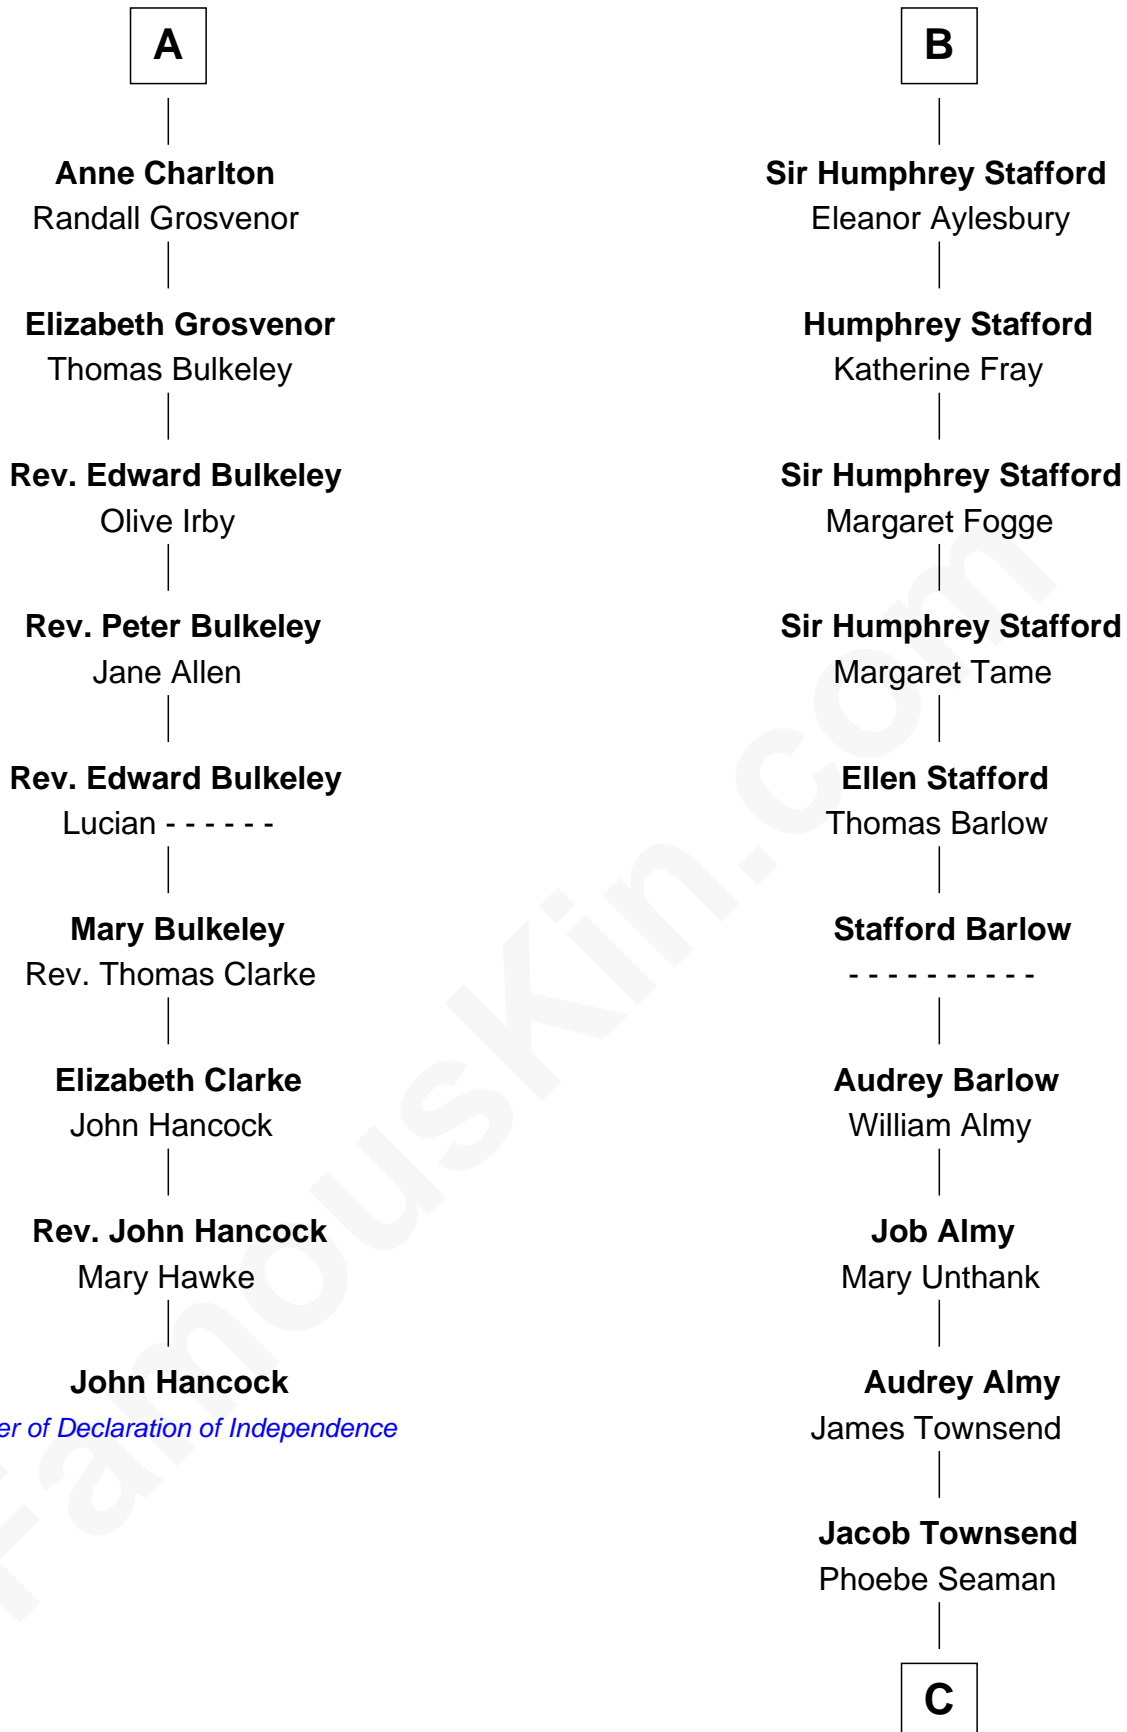 A
Anne Charlton
Randall Grosvenor
Elizabeth Grosvenor
Thomas Bulkeley
Rev. Edward Bulkeley
Olive Irby
Rev. Peter Bulkeley
Jane Allen
Rev. Edward Bulkeley
Lucian - - - - - -
Mary Bulkeley
Rev. Thomas Clarke
Elizabeth Clarke
John Hancock
Rev. John Hancock
Mary Hawke
John Hancock
er of Declaration of Independence
B
Sir Humphrey Stafford
Eleanor Aylesbury
Humphrey Stafford
Katherine Fray
Sir Humphrey Stafford
Margaret Fogge
Sir Humphrey Stafford
Margaret Tame
Ellen Stafford
Thomas Barlow
Stafford Barlow
- - - - - - - - - -
Audrey Barlow
William Almy
Job Almy
Mary Unthank
Audrey Almy
James Townsend
Jacob Townsend
Phoebe Seaman
C
FamousKin.com